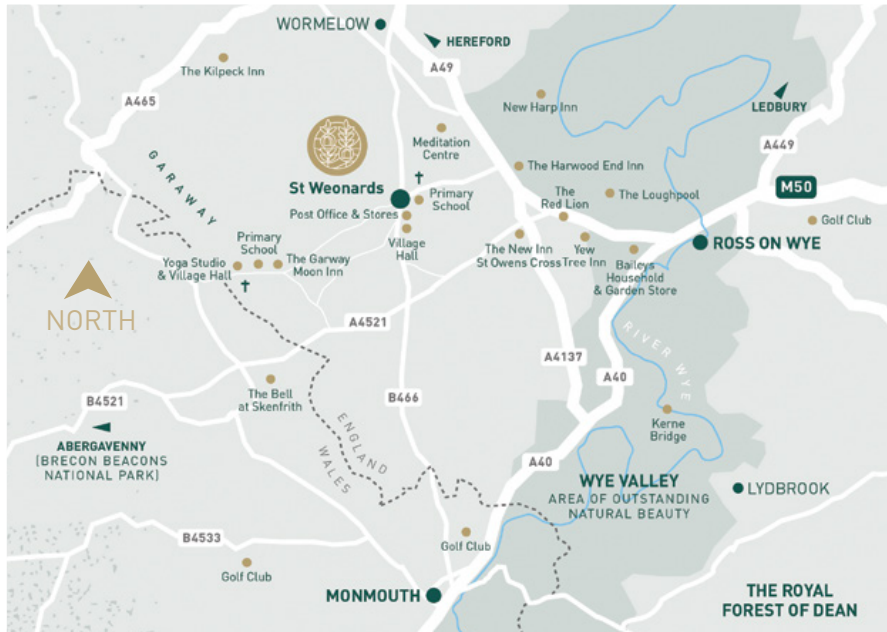 WORMELOW
HEREFORD
The Kilpeck Inn
A49
A465
New Harp Inn
LEDBURY
A449
Meditation
Centre
GARAWAY
The Harwood End Inn
M50
St Weonards
Primary
School
The
Red Lion
The Loughpool
Post Office & Stores
Golf Club
Village
Hall
The New Inn
St Owens Cross
Yew
Tree Inn
ROSS ON WYE
Primary
School
Yoga Studio
& Village Hall
The Garway
Moon Inn
Baileys
Household
& Garden Store
NORTH
A4521
RIVER WYE
A4137
A40
B4521
The Bell
at Skenfrith
B466
Kerne
Bridge
ABERGAVENNY
(BRECON BEACONS
NATIONAL PARK)
ENGLAND
WALES
A40
WYE VALLEY
AREA OF OUTSTANDING
NATURAL BEAUTY
LYDBROOK
B4533
Golf Club
Golf Club
MONMOUTH
THE ROYAL
FOREST OF DEAN